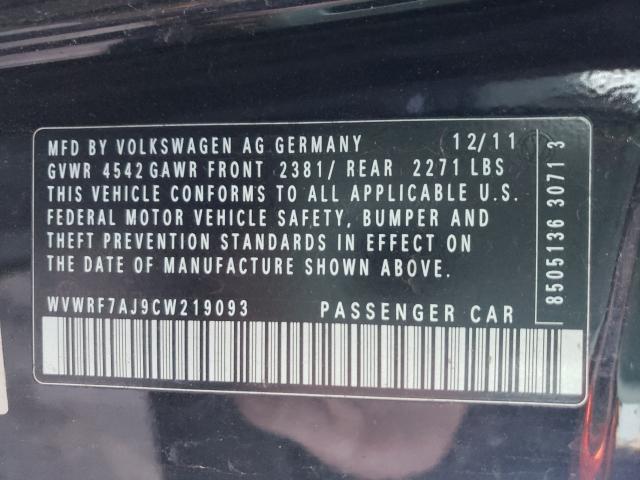 MFD BY VOLKSWAGEN AG GERMANY 12/11
GVWR 4542 GAWR FRONT 2381/ REAR 2271 LBS
THIS VEHICLE CONFORMS TO ALL APPLICABLE U.S.
FEDERAL MOTOR VEHICLE SAFETY, BUMPER AND
THEFT PREVENTION STANDARDS IN EFFECT ON
THE DATE OF MANUFACTURE SHOWN ABOVE.
WVWRF7AJ9CW219093 PASSENGER CAR
8505136 30713